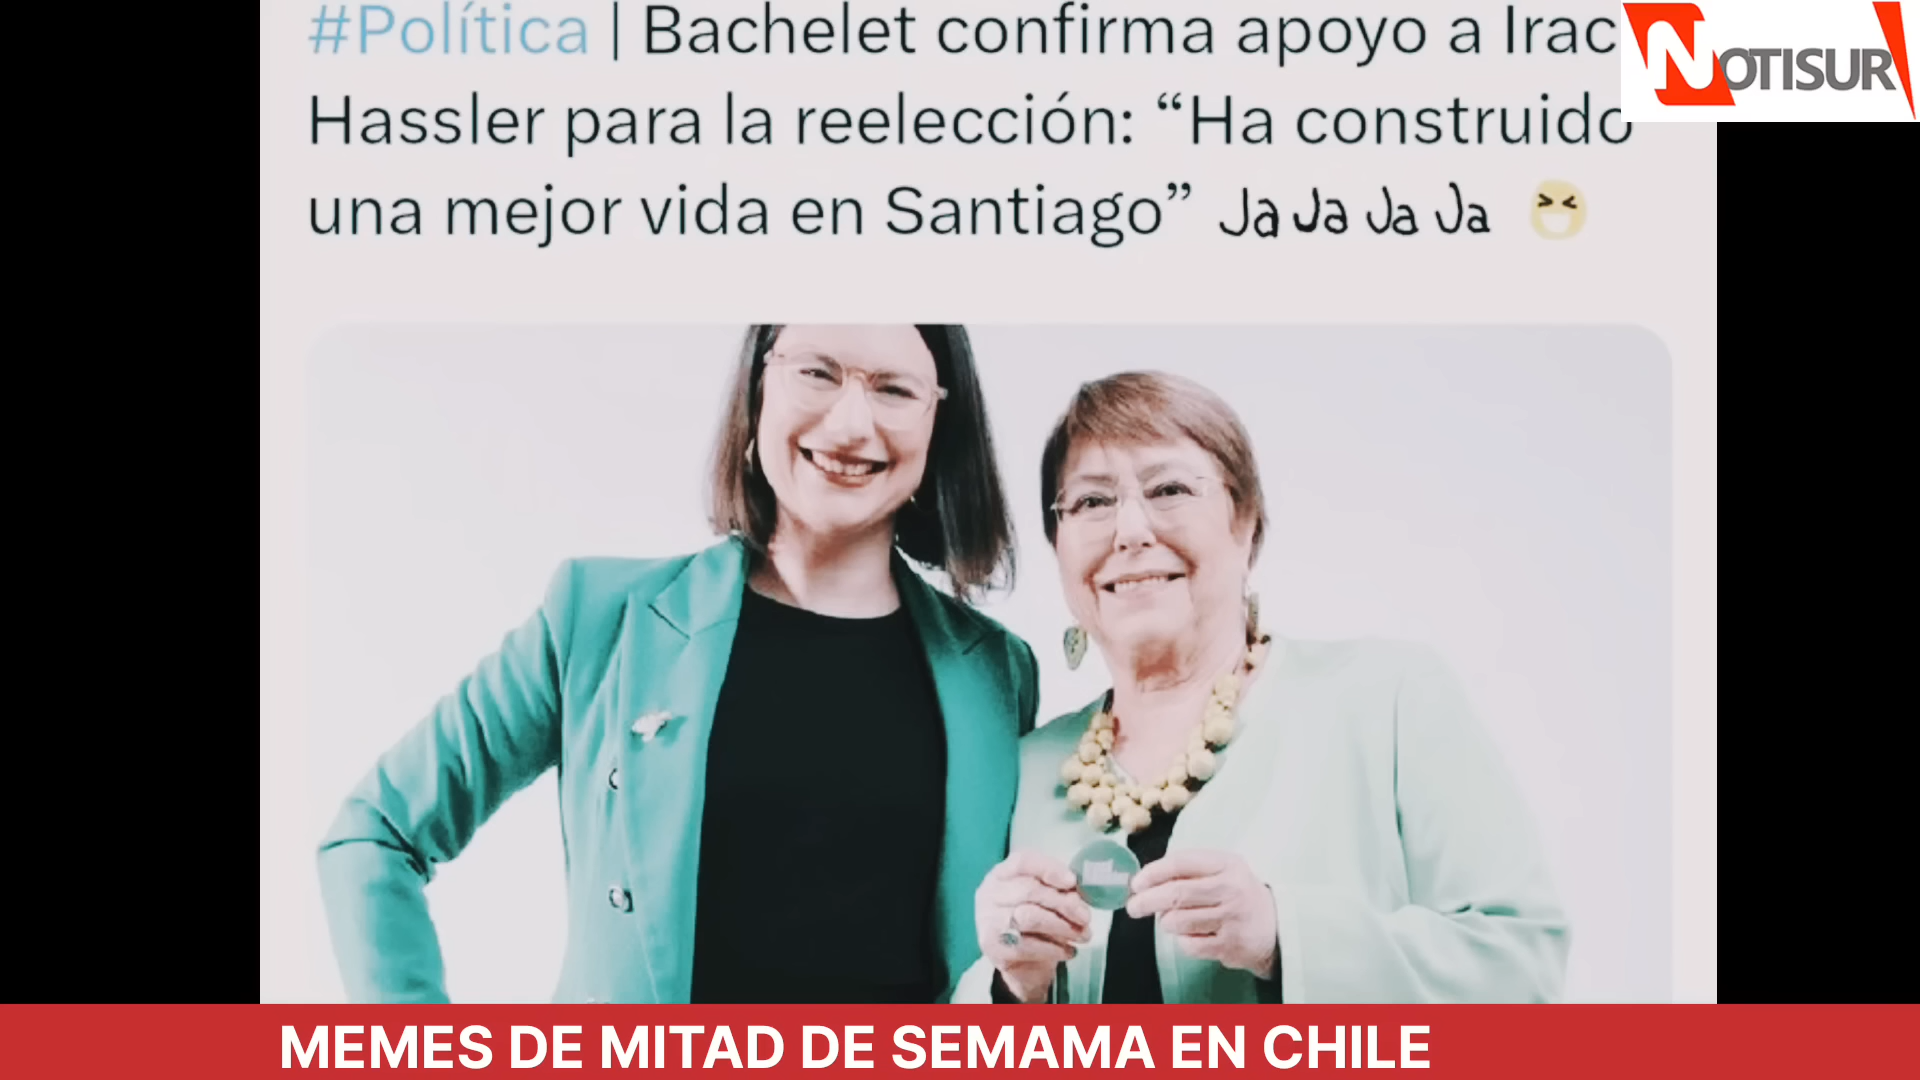 #Política | Bachelet confirma apoyo a Irac
NOTISUR
Hassler para la reelección: “Ha construido
una mejor vida en Santiago” Ja Ja Ja Ja
MEMES DE MITAD DE SEMAMA EN CHILE